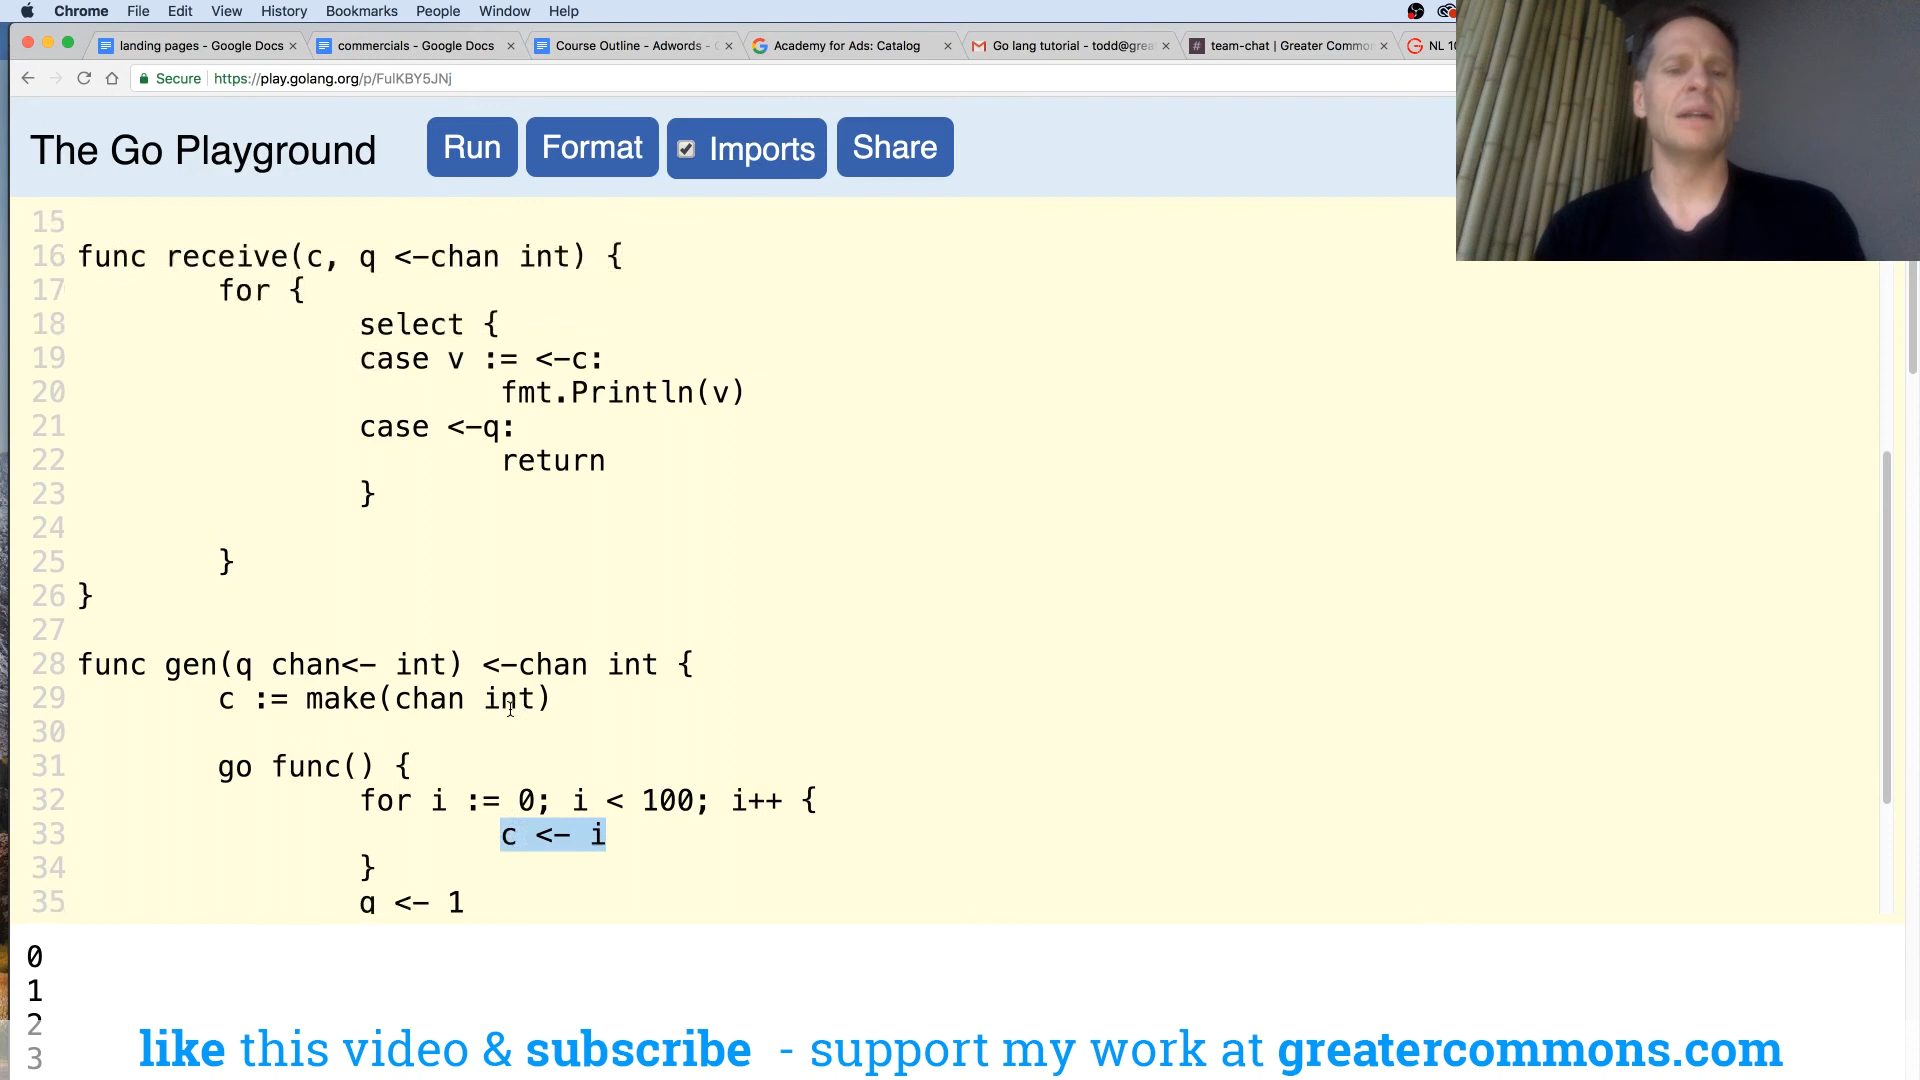 Chrome File Edit View History Bookmarks People Window Help
landing pages - Google Docs commercials - Google Docs Course Outline - Adwords - Academy for Ads: Catalog Go lang tutorial - todd@grea team-chat | Greater Commo NL 10
Secure https://play.golang.org/p/FulKBY5JNj
The Go Playground Run Format Imports Share
15
16 func receive(c, q <-chan int) {
17 for {
18 select {
19 case v := <-c:
20 fmt.Println(v)
21 case <-q:
22 return
23 }
24
25 }
26 }
27
28 func gen(q chan<- int) <-chan int {
29 c := make(chan int)
30
31 go func() {
32 for i := 0; i < 100; i++ {
33 c <- i
34 }
35 q <- 1
0
1
2
3
like this video & subscribe - support my work at greatercommons.com